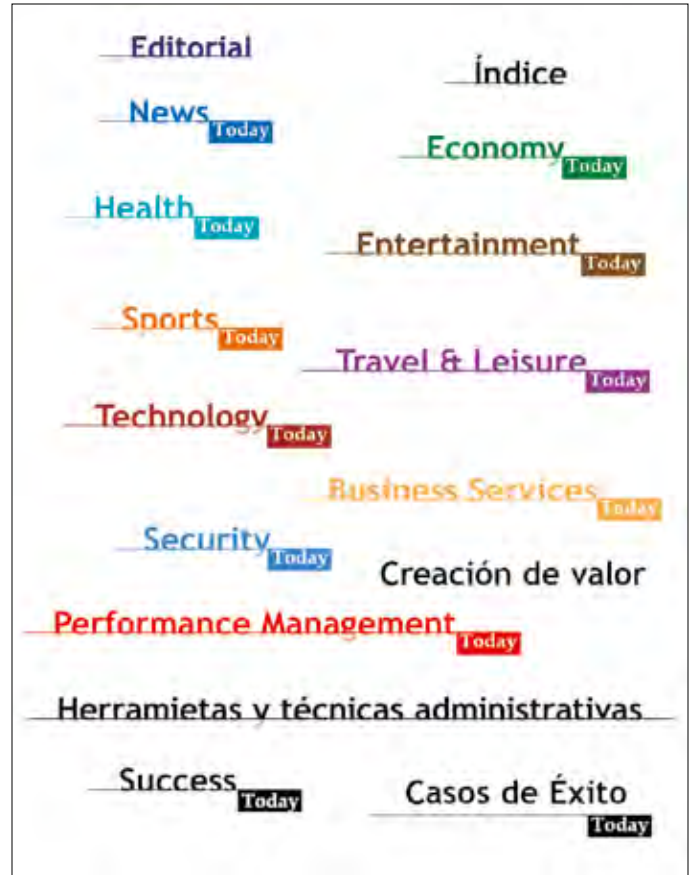 Editorial
Índice
News
Today
Economy
Today
Health
Today
Entertainment
Today
Sports
Today
Travel & Leisure
Today
Technology
Today
Business Services
Today
Security
Today
Creación de valor
Performance Management
Today
Herramietas y técnicas administrativas
Success
Today
Casos de Éxito
Today